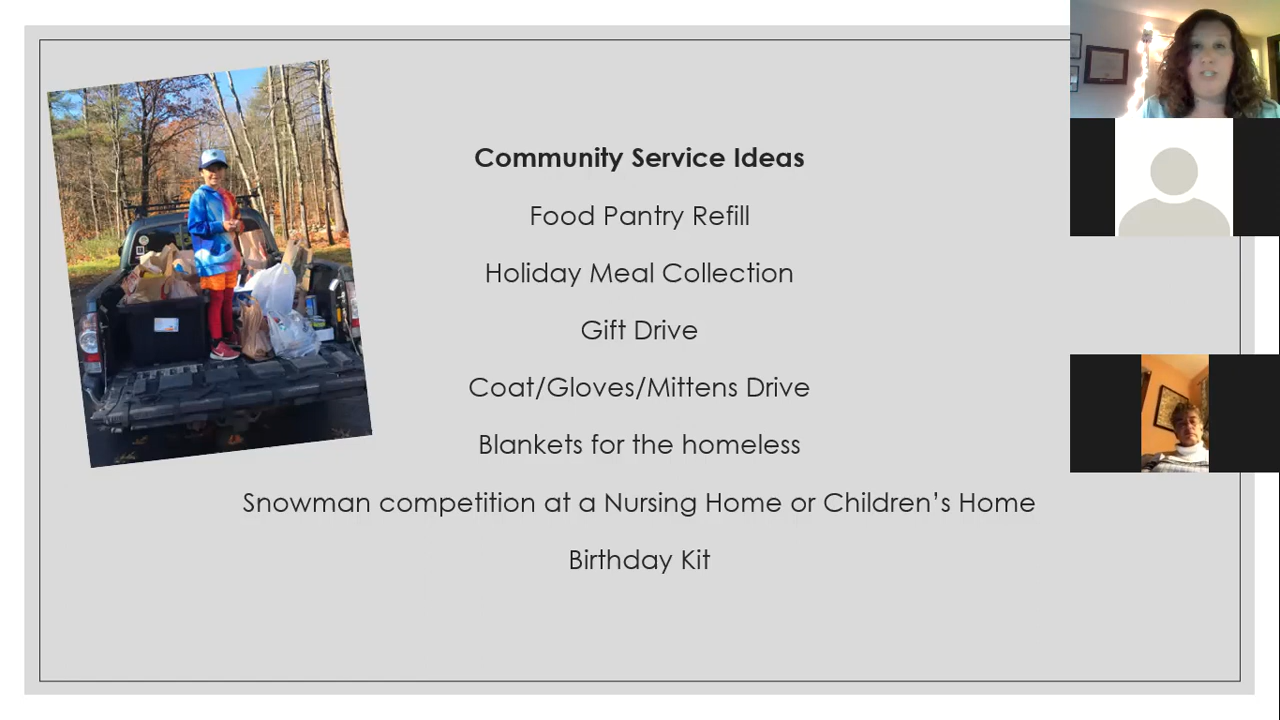 Community Service Ideas
Food Pantry Refill
Holiday Meal Collection
Gift Drive
Coat/Gloves/Mittens Drive
Blankets for the homeless
Snowman competition at a Nursing Home or Children’s Home
Birthday Kit